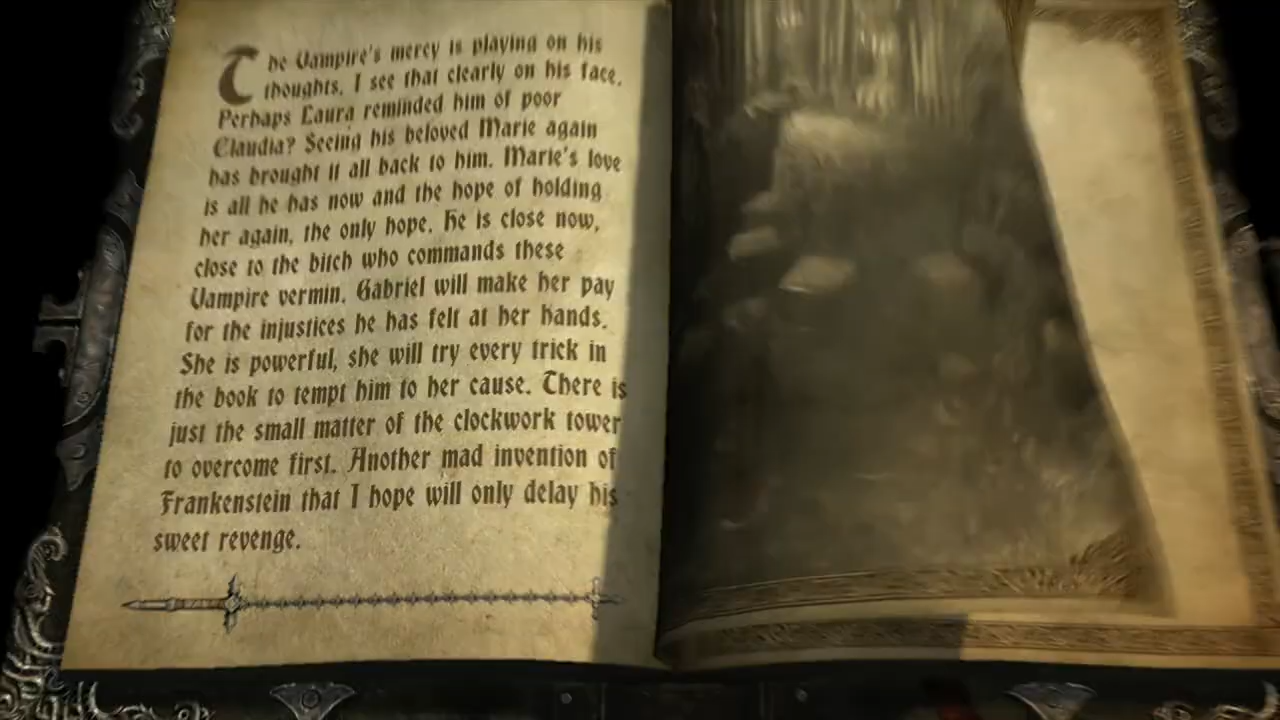 The Vampire's mercy is playing on his
thoughts, I see that clearly on his face.
Perhaps Laura reminded him of poor
Claudia? Seeing his beloved Marie again
has brought it all back to him. Marie's love
is all he has now and the hope of holding
her again, the only hope. He is close now,
close to the bitch who commands these
Vampire vermin. Gabriel will make her pay
for the injustices he has felt at her hands.
She is powerful, she will try every trick in
the book to tempt him to her cause. There is
just the small matter of the clockwork tower
to overcome first. Another mad invention of
Frankenstein that I hope will only delay his
sweet revenge.